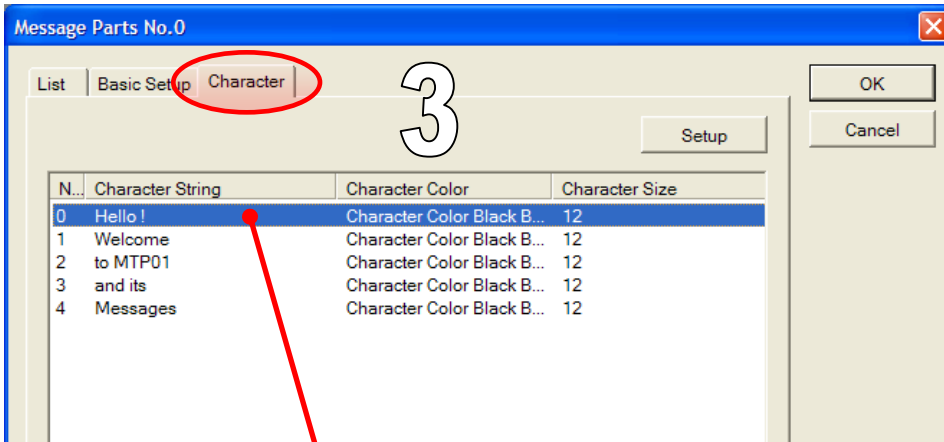 Message Parts No.0
List Basic Setup Character
3
OK
Setup
Cancel
N... Character String Character Color Character Size
0 Hello ! Character Color Black B... 12
1 Welcome Character Color Black B... 12
2 to MTP01 Character Color Black B... 12
3 and its Character Color Black B... 12
4 Messages Character Color Black B... 12